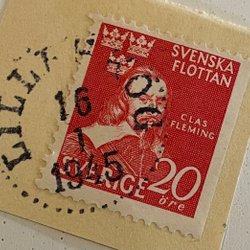 SVENSKA
FLOTTAN
CLAS
FLEMING
SVERIGE 20
öre
16
1
1945